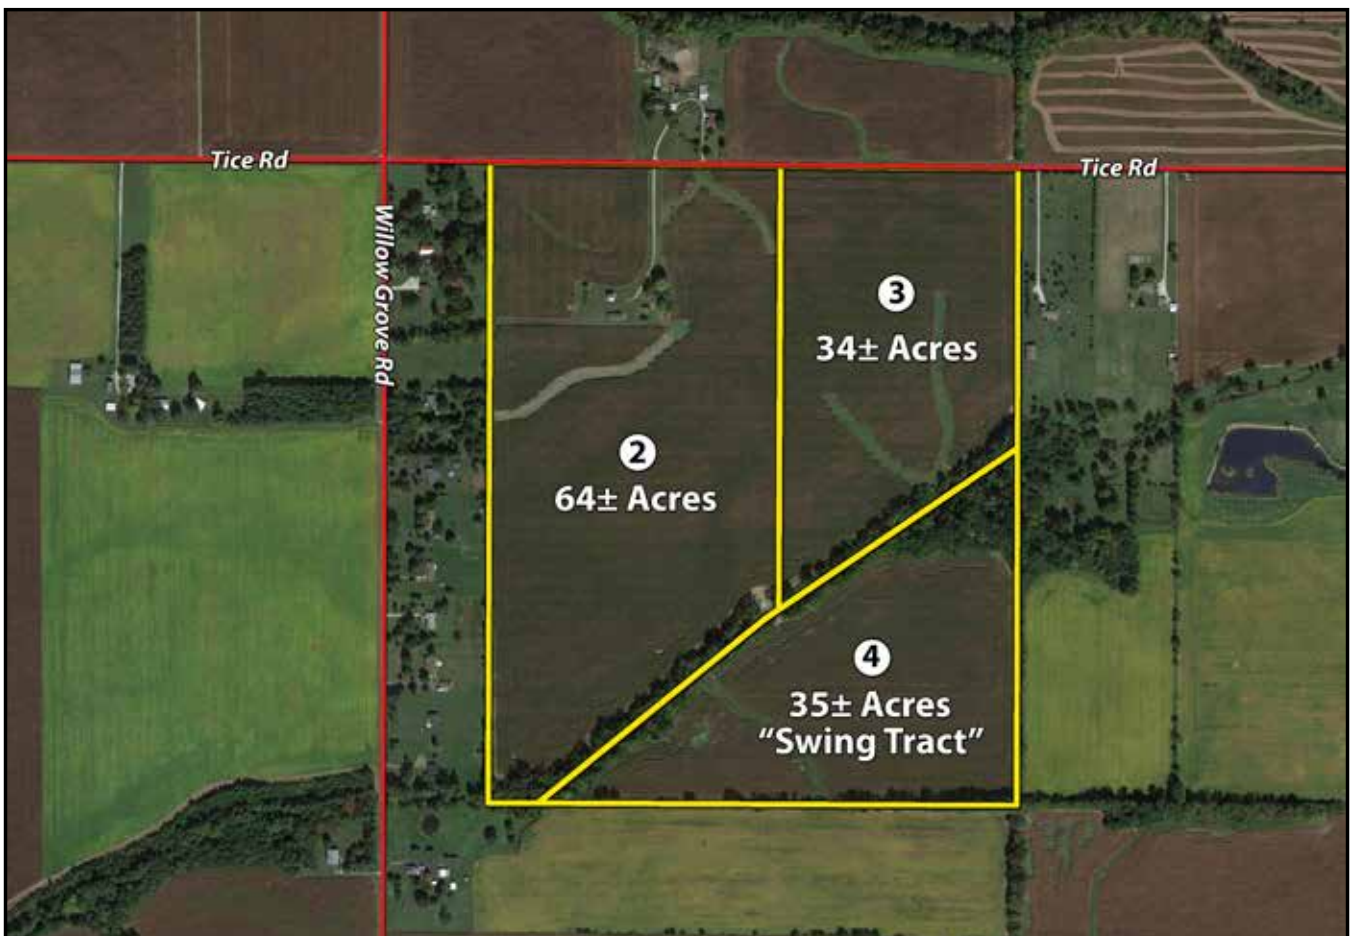 Tice Rd
Tice Rd
Willow Grove Rd
3
34± Acres
2
64± Acres
4
35± Acres
“Swing Tract”